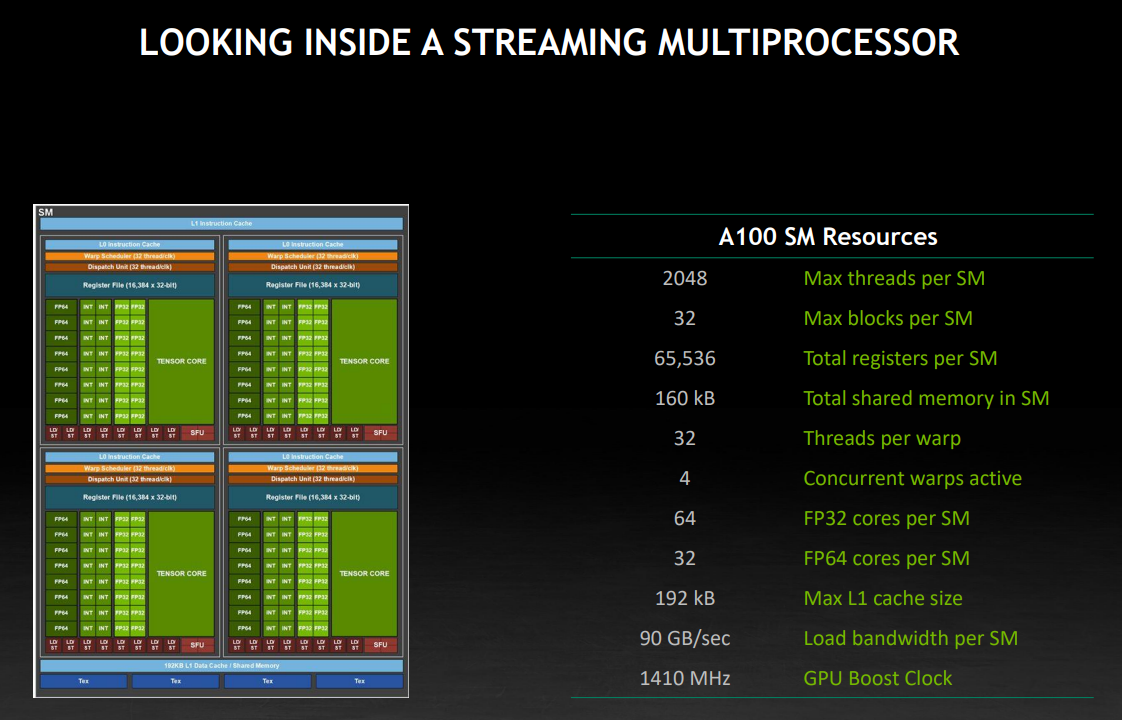 LOOKING INSIDE A STREAMING MULTIPROCESSOR
SM
L1 Instruction Cache
L0 Instruction Cache
Warp Scheduler (32 thread/clk)
Dispatch Unit (32 thread/clk)
Register File (16,384 x 32-bit)
FP64 INT INT FP32 FP32
FP64 INT INT FP32 FP32
FP64 INT INT FP32 FP32
FP64 INT INT FP32 FP32
TENSOR CORE
FP64 INT INT FP32 FP32
FP64 INT INT FP32 FP32
FP64 INT INT FP32 FP32
FP64 INT INT FP32 FP32
LD/ST LD/ST LD/ST LD/ST LD/ST LD/ST LD/ST LD/ST SFU
L0 Instruction Cache
Warp Scheduler (32 thread/clk)
Dispatch Unit (32 thread/clk)
Register File (16,384 x 32-bit)
FP64 INT INT FP32 FP32
FP64 INT INT FP32 FP32
FP64 INT INT FP32 FP32
FP64 INT INT FP32 FP32
TENSOR CORE
FP64 INT INT FP32 FP32
FP64 INT INT FP32 FP32
FP64 INT INT FP32 FP32
FP64 INT INT FP32 FP32
LD/ST LD/ST LD/ST LD/ST LD/ST LD/ST LD/ST LD/ST SFU
L0 Instruction Cache
Warp Scheduler (32 thread/clk)
Dispatch Unit (32 thread/clk)
Register File (16,384 x 32-bit)
FP64 INT INT FP32 FP32
FP64 INT INT FP32 FP32
FP64 INT INT FP32 FP32
FP64 INT INT FP32 FP32
TENSOR CORE
FP64 INT INT FP32 FP32
FP64 INT INT FP32 FP32
FP64 INT INT FP32 FP32
FP64 INT INT FP32 FP32
LD/ST LD/ST LD/ST LD/ST LD/ST LD/ST LD/ST LD/ST SFU
L0 Instruction Cache
Warp Scheduler (32 thread/clk)
Dispatch Unit (32 thread/clk)
Register File (16,384 x 32-bit)
FP64 INT INT FP32 FP32
FP64 INT INT FP32 FP32
FP64 INT INT FP32 FP32
FP64 INT INT FP32 FP32
TENSOR CORE
FP64 INT INT FP32 FP32
FP64 INT INT FP32 FP32
FP64 INT INT FP32 FP32
FP64 INT INT FP32 FP32
LD/ST LD/ST LD/ST LD/ST LD/ST LD/ST LD/ST LD/ST SFU
192KB L1 Data Cache / Shared Memory
Tex Tex Tex Tex
A100 SM Resources
2048 Max threads per SM
32 Max blocks per SM
65,536 Total registers per SM
160 kB Total shared memory in SM
32 Threads per warp
4 Concurrent warps active
64 FP32 cores per SM
32 FP64 cores per SM
192 kB Max L1 cache size
90 GB/sec Load bandwidth per SM
1410 MHz GPU Boost Clock